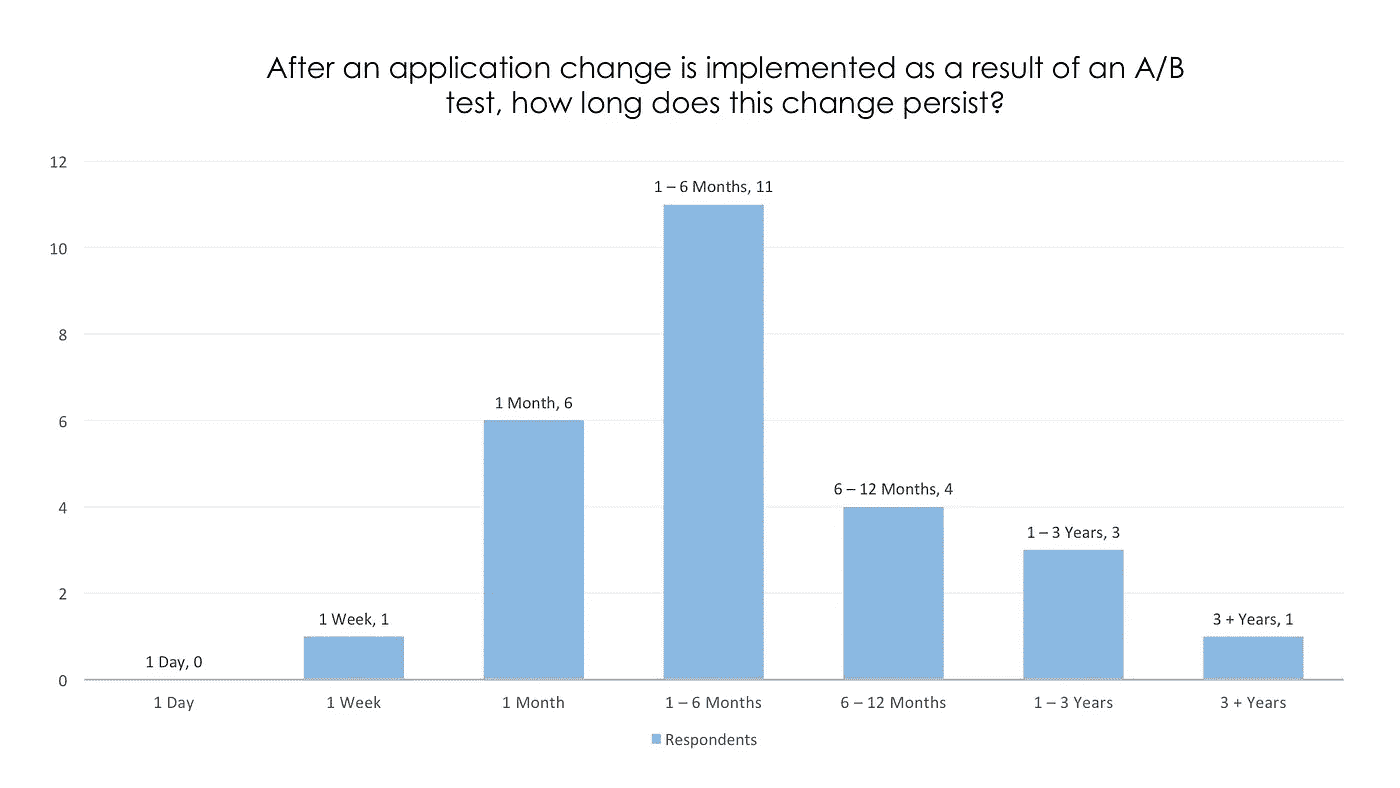 After an application change is implemented as a result of an A/B
test, how long does this change persist?
12
10
8
6
4
2
0
1 Day, 0
1 Week, 1
1 Month, 6
1 – 6 Months, 11
6 – 12 Months, 4
1 – 3 Years, 3
3 + Years, 1
1 Day
1 Week
1 Month
1 – 6 Months
6 – 12 Months
1 – 3 Years
3 + Years
Respondents